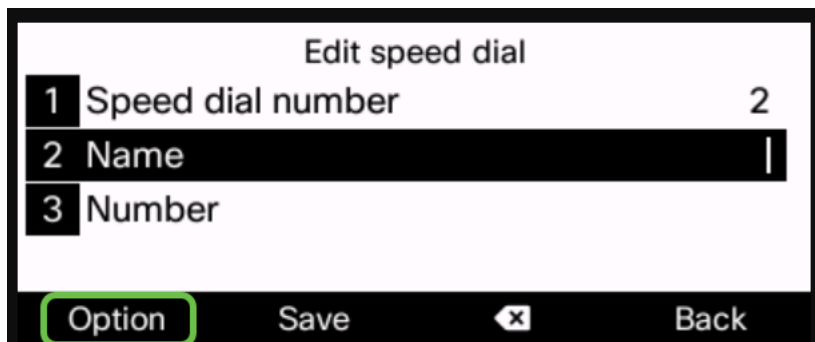 Edit speed dial
1 Speed dial number 2
2 Name
3 Number
Option Save Back